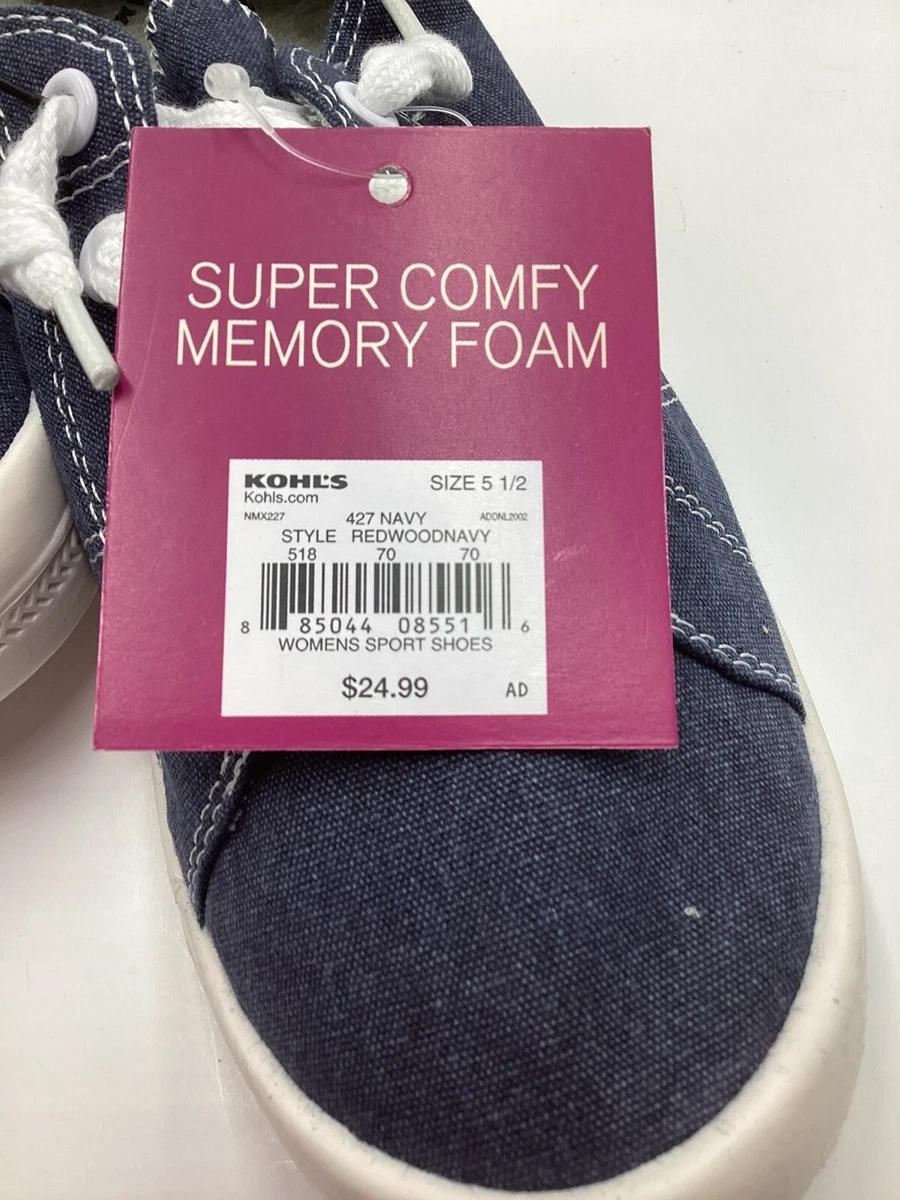 SUPER COMFY
MEMORY FOAM
KOHL'S SIZE 5 1/2
Kohls.com
NMX227 427 NAVY ADDNL2002
STYLE REDWOODNAVY
518 70 70
8 85044 08551 6
WOMENS SPORT SHOES
$24.99 AD